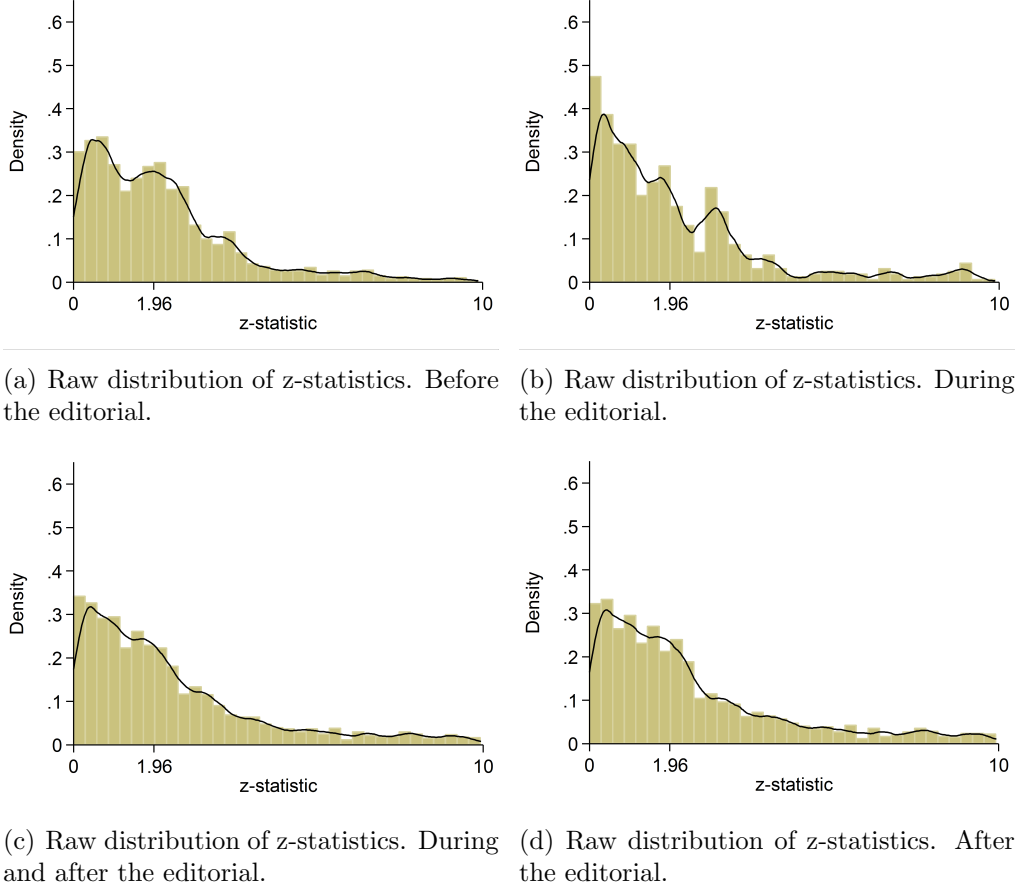 .6
.5
.4
.3
.2
.1
0
Density
0 1.96 10
z-statistic
.6
.5
.4
.3
.2
.1
0
Density
0 1.96 10
z-statistic
(a) Raw distribution of z-statistics. Before
the editorial.
(b) Raw distribution of z-statistics. During
the editorial.
.6
.5
.4
.3
.2
.1
0
Density
0 1.96 10
z-statistic
.6
.5
.4
.3
.2
.1
0
Density
0 1.96 10
z-statistic
(c) Raw distribution of z-statistics. During
and after the editorial.
(d) Raw distribution of z-statistics. After
the editorial.